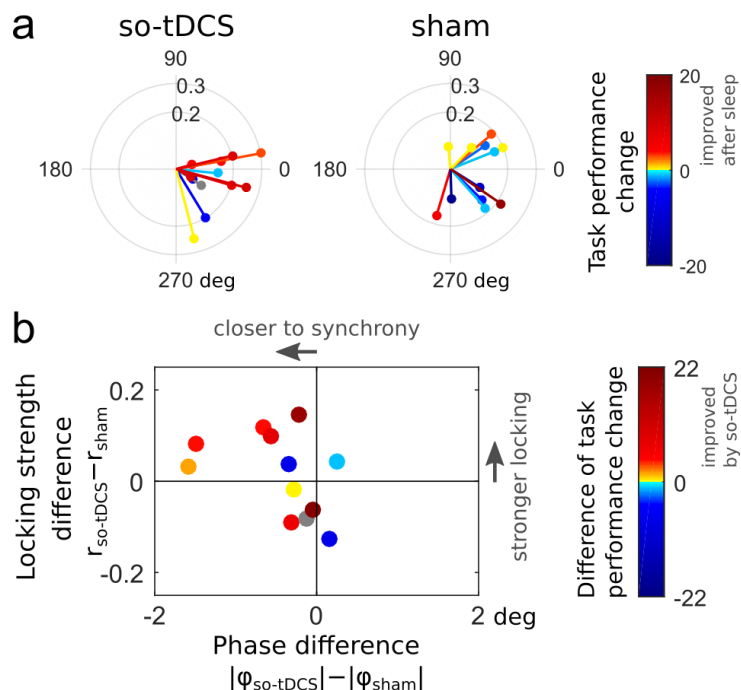 a
so-tDCS
sham
90
0.3
0.2
180
0
270 deg
90
0.3
0.2
180
0
270 deg
Task performance
change
20
0
-20
improved
after sleep
b
closer to synchrony
Locking strength
difference
rso-tDCS−rsham
0.2
0
-0.2
-2
0
2 deg
stronger locking
Phase difference
|φso-tDCS|−|φsham|
Difference of task
performance change
22
0
-22
improved
by so-tDCS